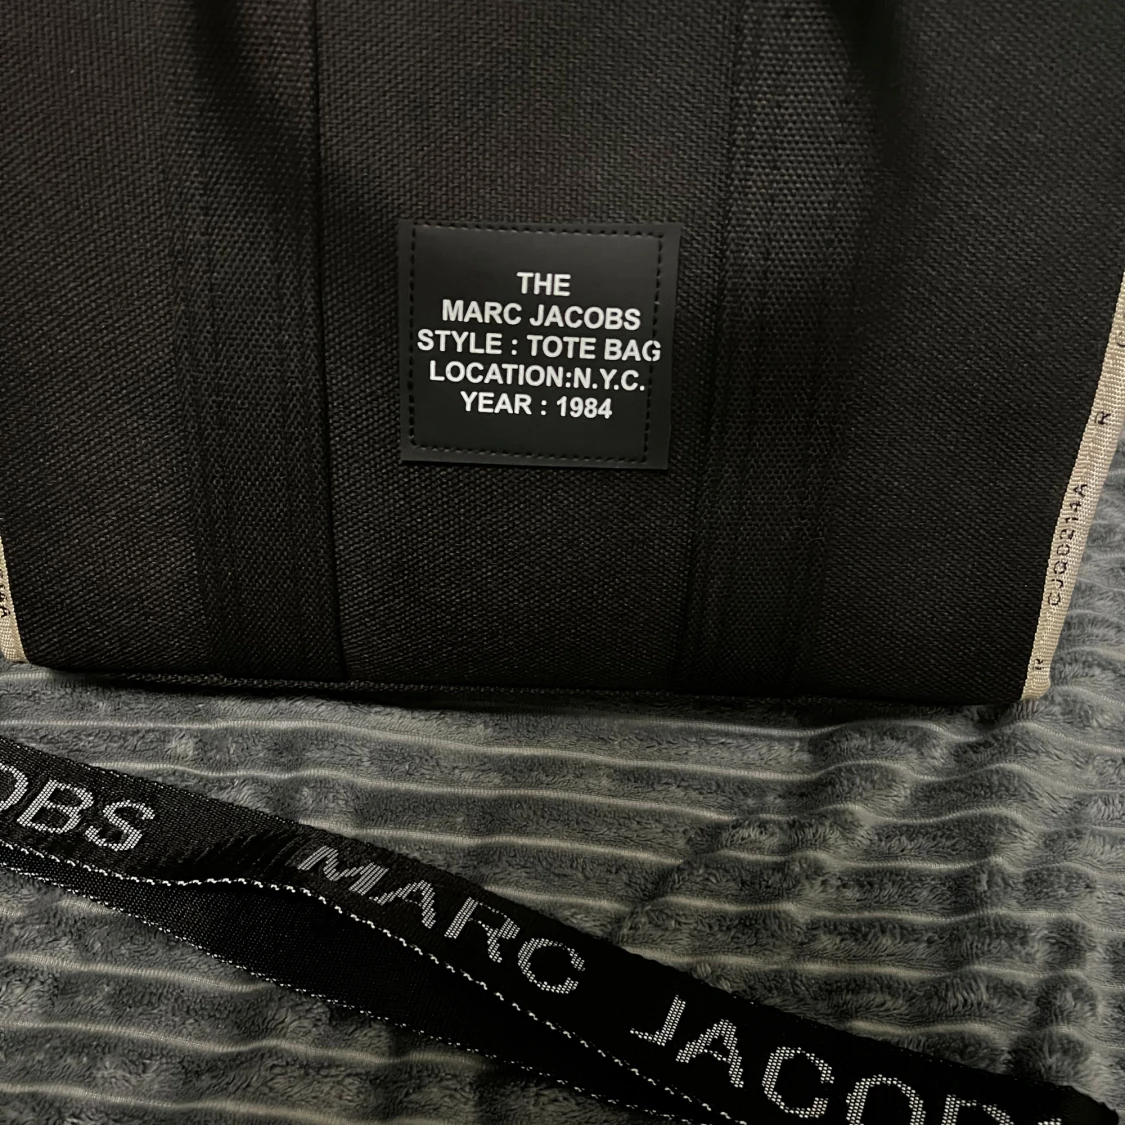 THE
MARC JACOBS
STYLE : TOTE BAG
LOCATION:N.Y.C.
YEAR : 1984
R
R
OBS MARC JACOBS